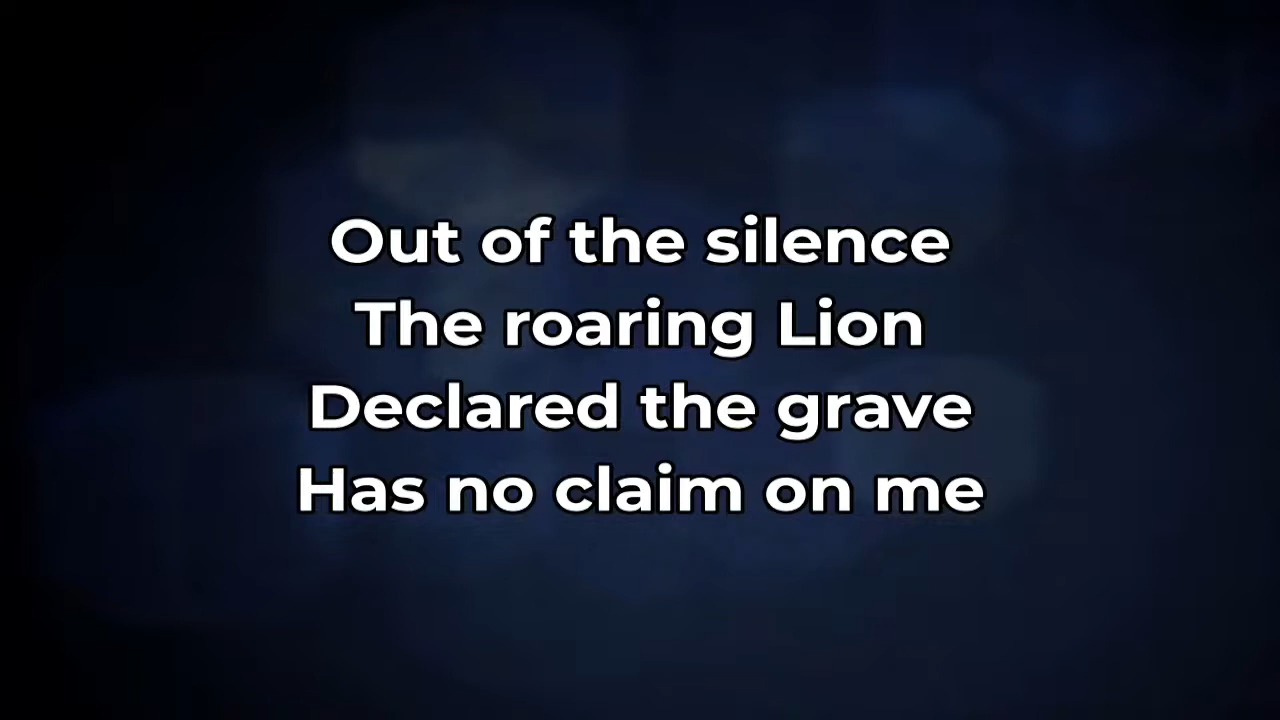 Out of the silence
The roaring Lion
Declared the grave
Has no claim on me